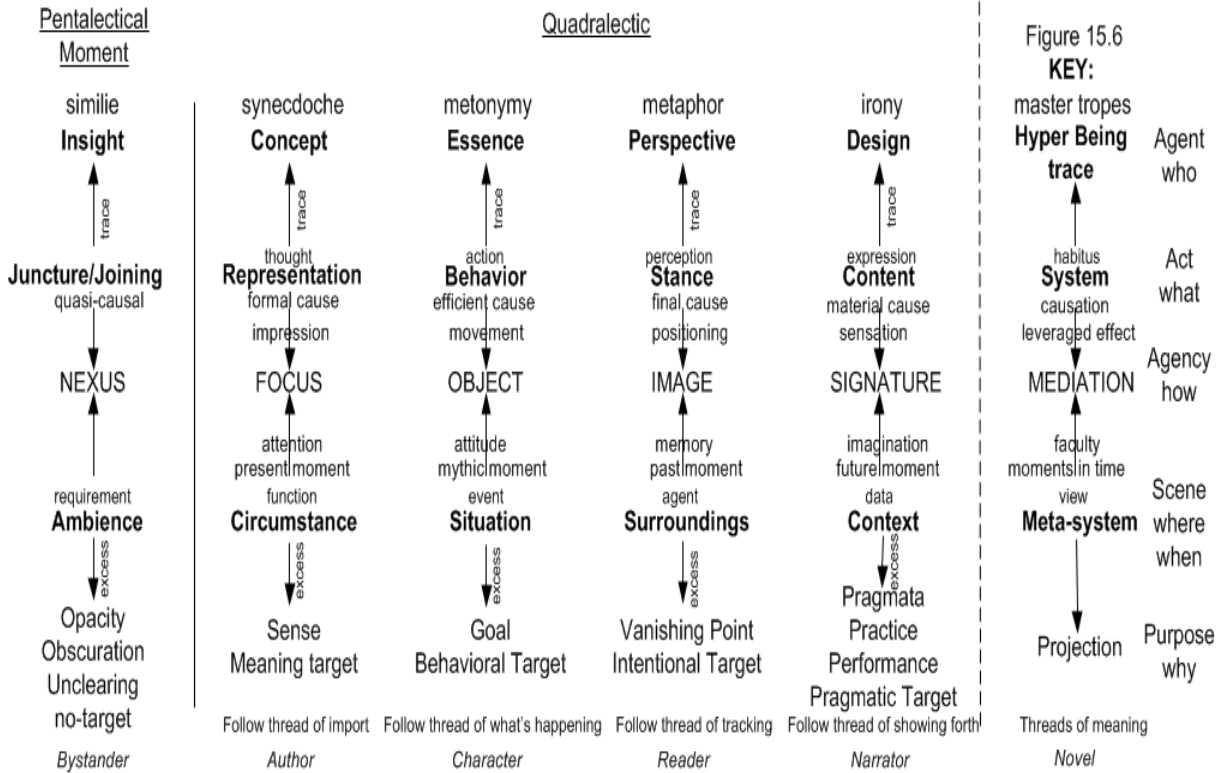 Pentalectical
Moment
Quadralectic
Figure 15.6
KEY:
similie synecdoche metonymy metaphor irony master tropes
Insight Concept Essence Perspective Design Hyper Being
trace
Agent
who
trace trace trace trace trace
thought action perception expression habitus
Juncture/Joining Representation Behavior Stance Content System
Act
what
quasi-causal formal cause efficient cause final cause material cause causation
impression movement positioning sensation leveraged effect
NEXUS FOCUS OBJECT IMAGE SIGNATURE MEDIATION
Agency
how
attention attitude memory imagination faculty
present moment mythic moment past moment future moment moments in time
requirement function event agent data view
Ambience Circumstance Situation Surroundings Context Meta-system
Scene
where
when
excess excess excess excess excess
Opacity
Obscuration
Unclearing
no-target
Sense
Meaning target
Goal
Behavioral Target
Vanishing Point
Intentional Target
Pragmata
Practice
Performance
Pragmatic Target
Projection
Purpose
why
Follow thread of import Follow thread of what's happening Follow thread of tracking Follow thread of showing forth Threads of meaning
Bystander Author Character Reader Narrator Novel